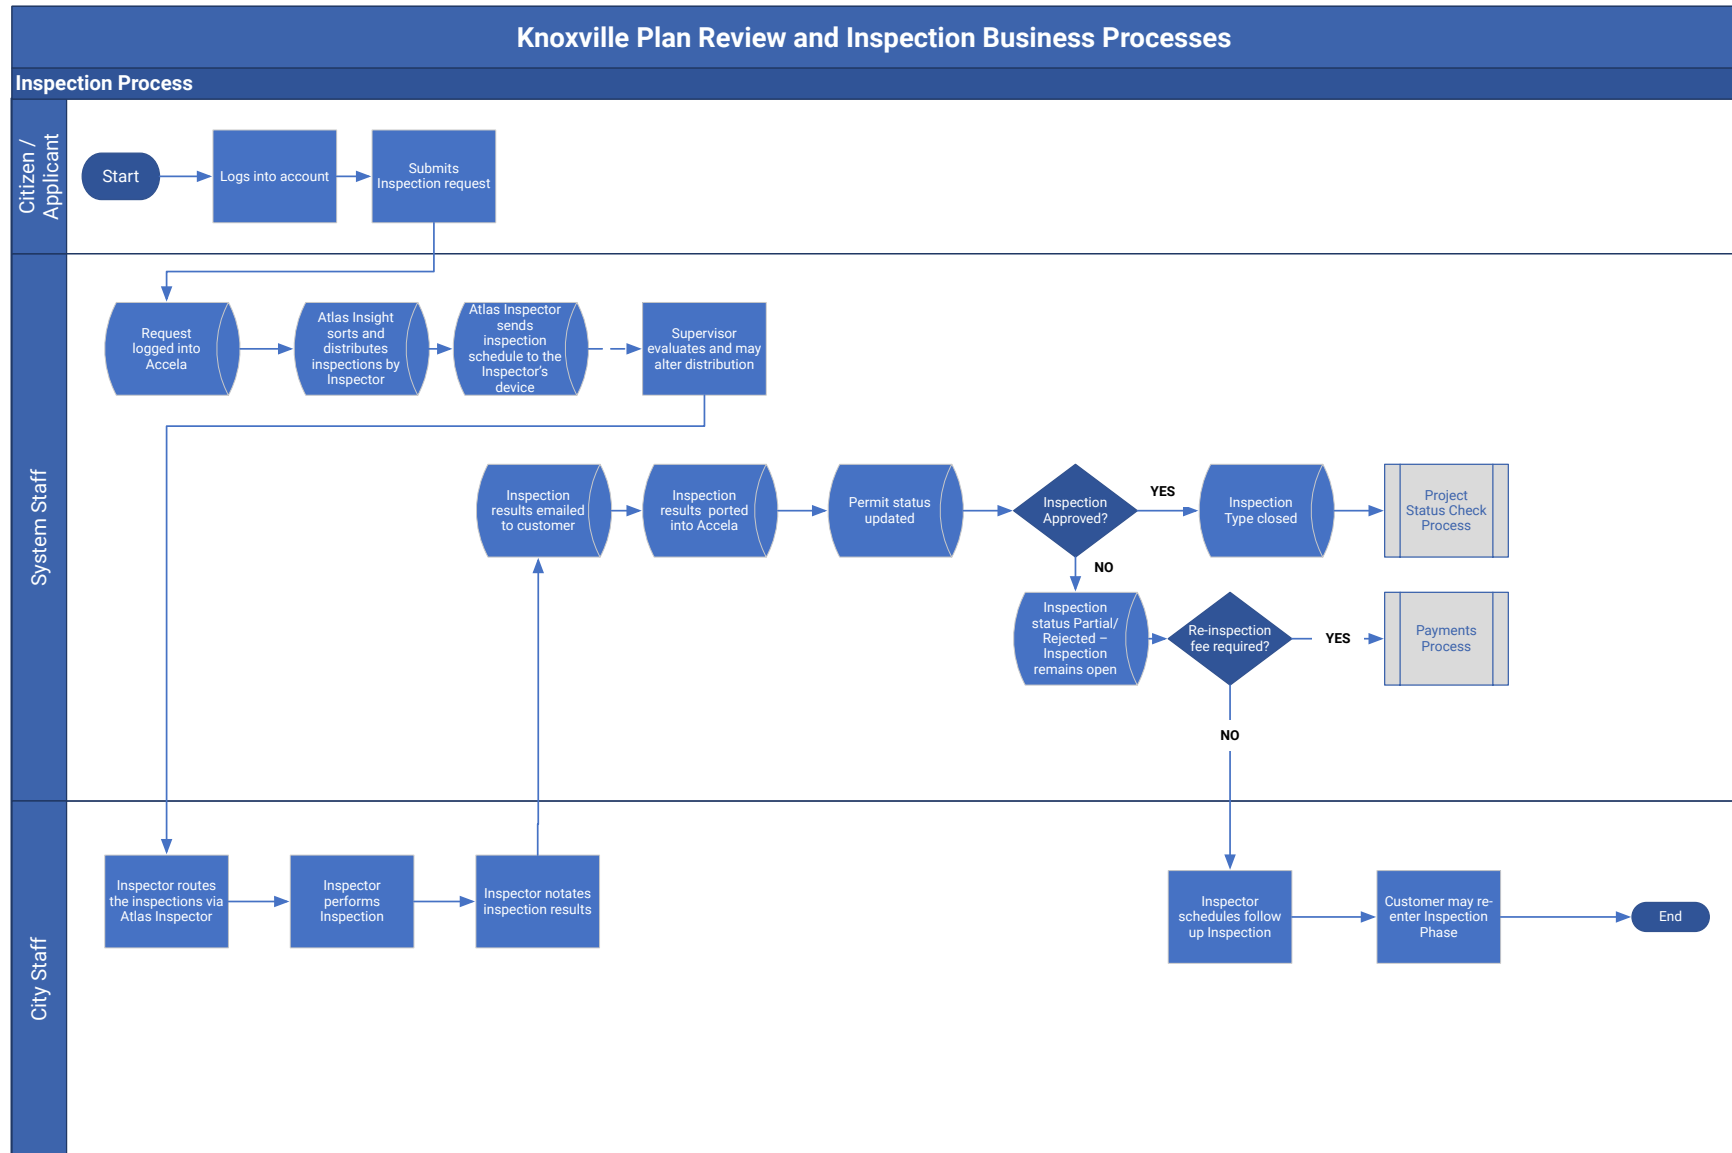 Knoxville Plan Review and Inspection Business Processes
Inspection Process
Citizen /
Applicant
Start
Logs into account
Submits
Inspection request
System Staff
Request
logged into
Accela
Atlas Insight
sorts and
distributes
inspections by
Inspector
Atlas Inspector
sends
inspection
schedule to the
Inspector's
device
Supervisor
evaluates and may
alter distribution
Inspection
results emailed
to customer
Inspection
results ported
into Accela
Permit status
updated
Inspection
Approved?
YES
Inspection
Type closed
Project
Status Check
Process
NO
Inspection
status Partial/
Rejected –
Inspection
remains open
Re-inspection
fee required?
YES
Payments
Process
NO
City Staff
Inspector routes
the inspections via
Atlas Inspector
Inspector
performs
Inspection
Inspector notates
inspection results
Inspector
schedules follow
up Inspection
Customer may re-
enter Inspection
Phase
End